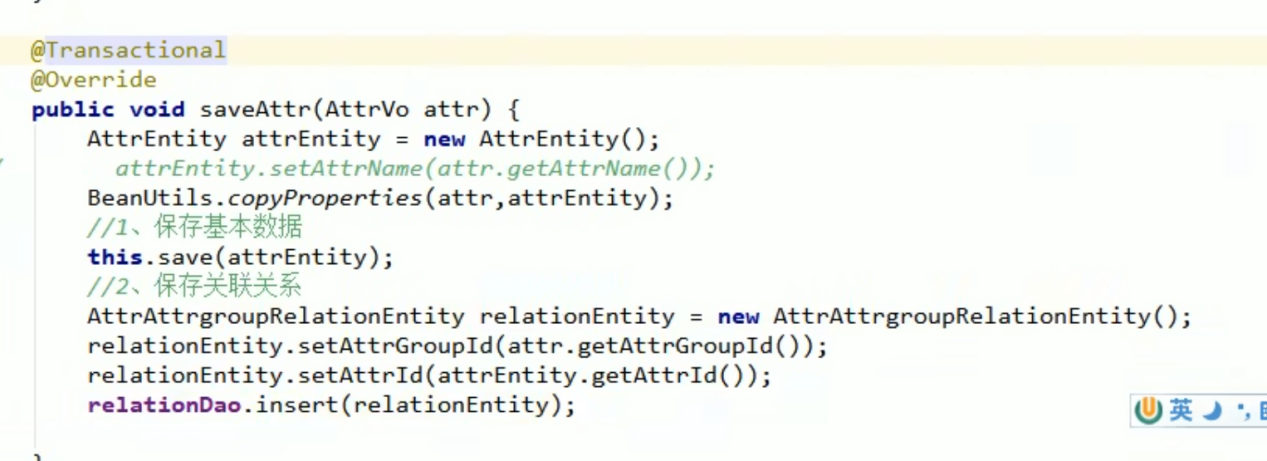 @Transactional
@Override
public void saveAttr(AttrVo attr) {
AttrEntity attrEntity = new AttrEntity();
attrEntity.setAttrName(attr.getAttrName());
BeanUtils.copyProperties(attr,attrEntity);
//1、保存基本数据
this.save(attrEntity);
//2、保存关联关系
AttrAttrgroupRelationEntity relationEntity = new AttrAttrgroupRelationEntity();
relationEntity.setAttrGroupId(attr.getAttrGroupId());
relationEntity.setAttrId(attrEntity.getAttrId());
relationDao.insert(relationEntity);
英